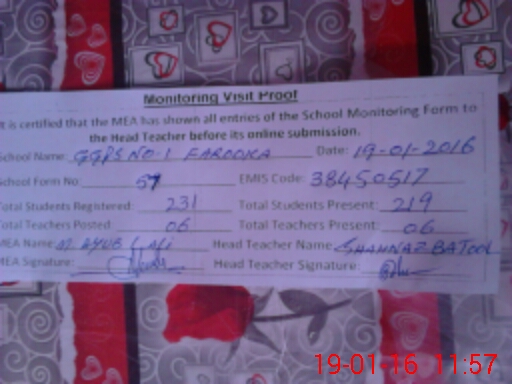 Monitoring Visit Proof
It is certified that the MEA has shown all entries of the School Monitoring Form to
the Head Teacher before its online submission.
School Name: GGPS NO-1 FAROOKA Date: 19-01-2016
School Form No: 57 EMIS Code: 38450517
Total Students Registered: 231 Total Students Present: 219
Total Teachers Posted: 06 Total Teachers Present: 06
MEA Name: M. AYUB Head Teacher Name: SHAHNAZ BATOOL
MEA Signature: Head Teacher Signature:
19-01-16 11:57